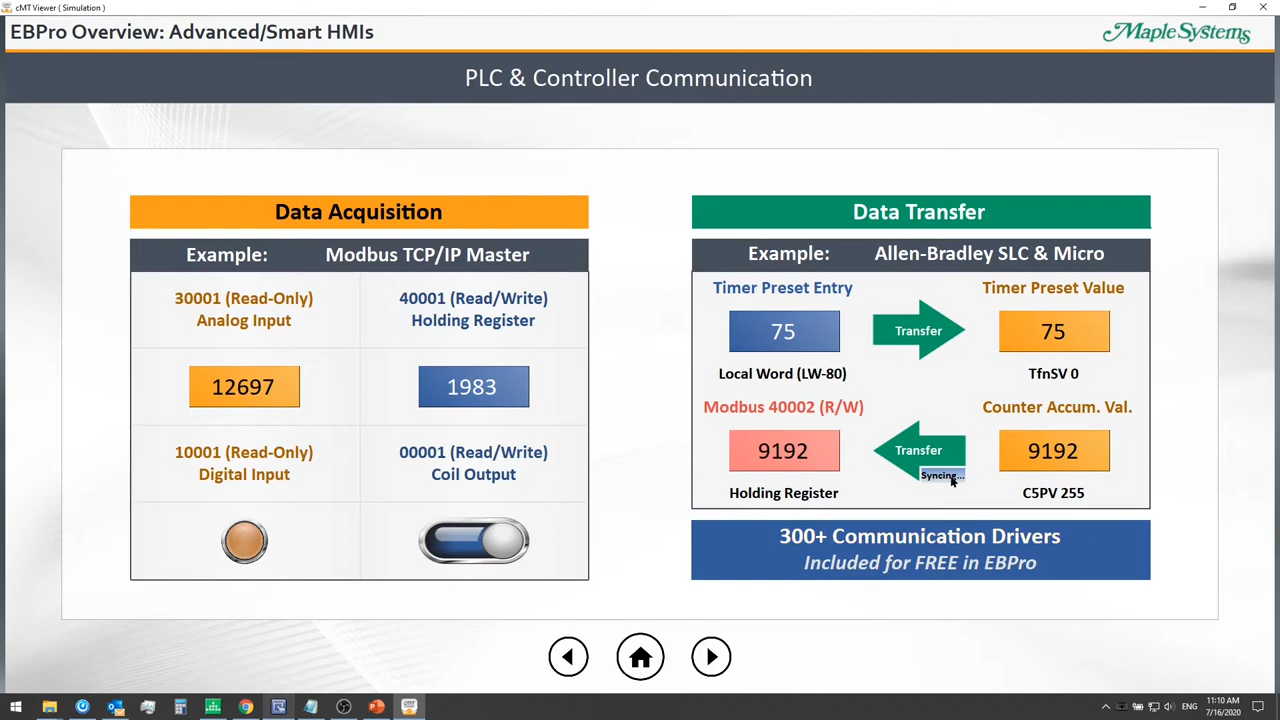 cMT Viewer ( Simulation )
EBPro Overview: Advanced/Smart HMIs
Maple Systems
PLC & Controller Communication
Data Acquisition
Example: Modbus TCP/IP Master
30001 (Read-Only) 40001 (Read/Write)
Analog Input Holding Register
12697 1983
10001 (Read-Only) 00001 (Read/Write)
Digital Input Coil Output
Data Transfer
Example: Allen-Bradley SLC & Micro
Timer Preset Entry Timer Preset Value
75 Transfer 75
Local Word (LW-80) TfnSV 0
Modbus 40002 (R/W) Counter Accum. Val.
9192 Transfer 9192
Syncing...
Holding Register C5PV 255
300+ Communication Drivers
Included for FREE in EBPro
ENG
11:10 AM
7/16/2020